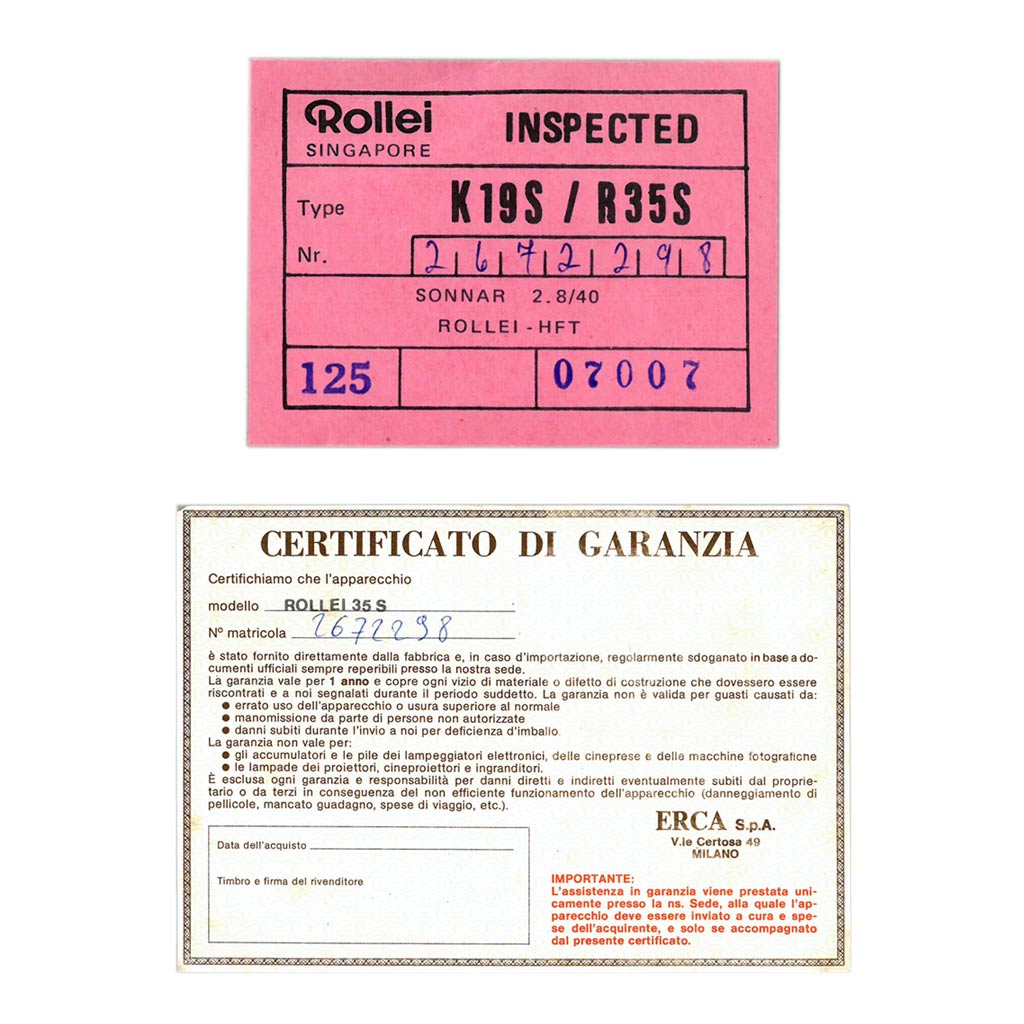 Rollei INSPECTED
SINGAPORE
Type K19S / R35S
Nr. 2672298
SONNAR 2.8/40
ROLLEI - HFT
125 07007
CERTIFICATO DI GARANZIA
Certifichiamo che l'apparecchio
modello ROLLEI 35 S
N° matricola 2672298
è stato fornito direttamente dalla fabbrica e, in caso d'importazione, regolarmente sdoganato in base a do-
cumenti ufficiali sempre reperibili presso la nostra sede.
La garanzia vale per 1 anno e copre ogni vizio di materiale o difetto di costruzione che dovessero essere
riscontrati e a noi segnalati durante il periodo suddetto. La garanzia non è valida per guasti causati da:
● errato uso dell'apparecchio o usura superiore al normale
● manomissione da parte di persone non autorizzate
● danni subiti durante l'invio a noi per deficienza d'imballo.
La garanzia non vale per:
● gli accumulatori e le pile dei lampeggiatori elettronici, delle cineprese e delle macchine fotografiche
● le lampade dei proiettori, cineproiettori e ingranditori.
È esclusa ogni garanzia e responsabilità per danni diretti e indiretti eventualmente subiti dal proprie-
tario o da terzi in conseguenza del non efficiente funzionamento dell'apparecchio (danneggiamento di
pellicole, mancato guadagno, spese di viaggio, etc.).
ERCA S.p.A.
V.le Certosa 49
MILANO
Data dell'acquisto
Timbro e firma del rivenditore
IMPORTANTE:
L'assistenza in garanzia viene prestata uni-
camente presso la ns. Sede, alla quale l'ap-
parecchio deve essere inviato a cura e spe-
se dell'acquirente, e solo se accompagnato
dal presente certificato.